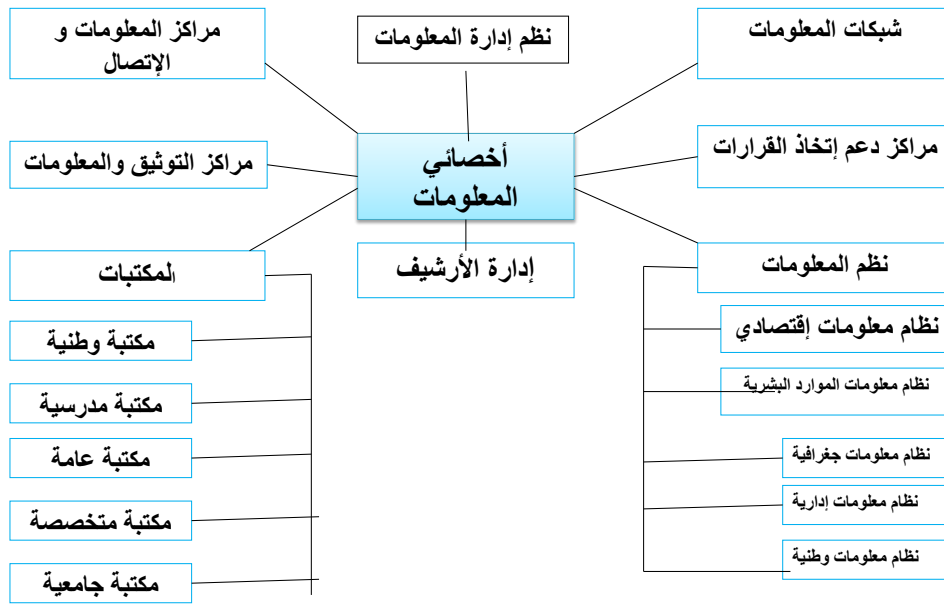 شبكات المعلومات
نظم إدارة المعلومات
مراكز المعلومات و
الإتصال
أخصائي
المعلومات
مراكز دعم إتخاذ القرارات
مراكز التوثيق والمعلومات
نظم المعلومات
إدارة الأرشيف
المكتبات
نظام معلومات إقتصادي
نظام معلومات الموارد البشرية
نظام معلومات جغرافية
نظام معلومات إدارية
نظام معلومات وطنية
مكتبة وطنية
مكتبة مدرسية
مكتبة عامة
مكتبة متخصصة
مكتبة جامعية